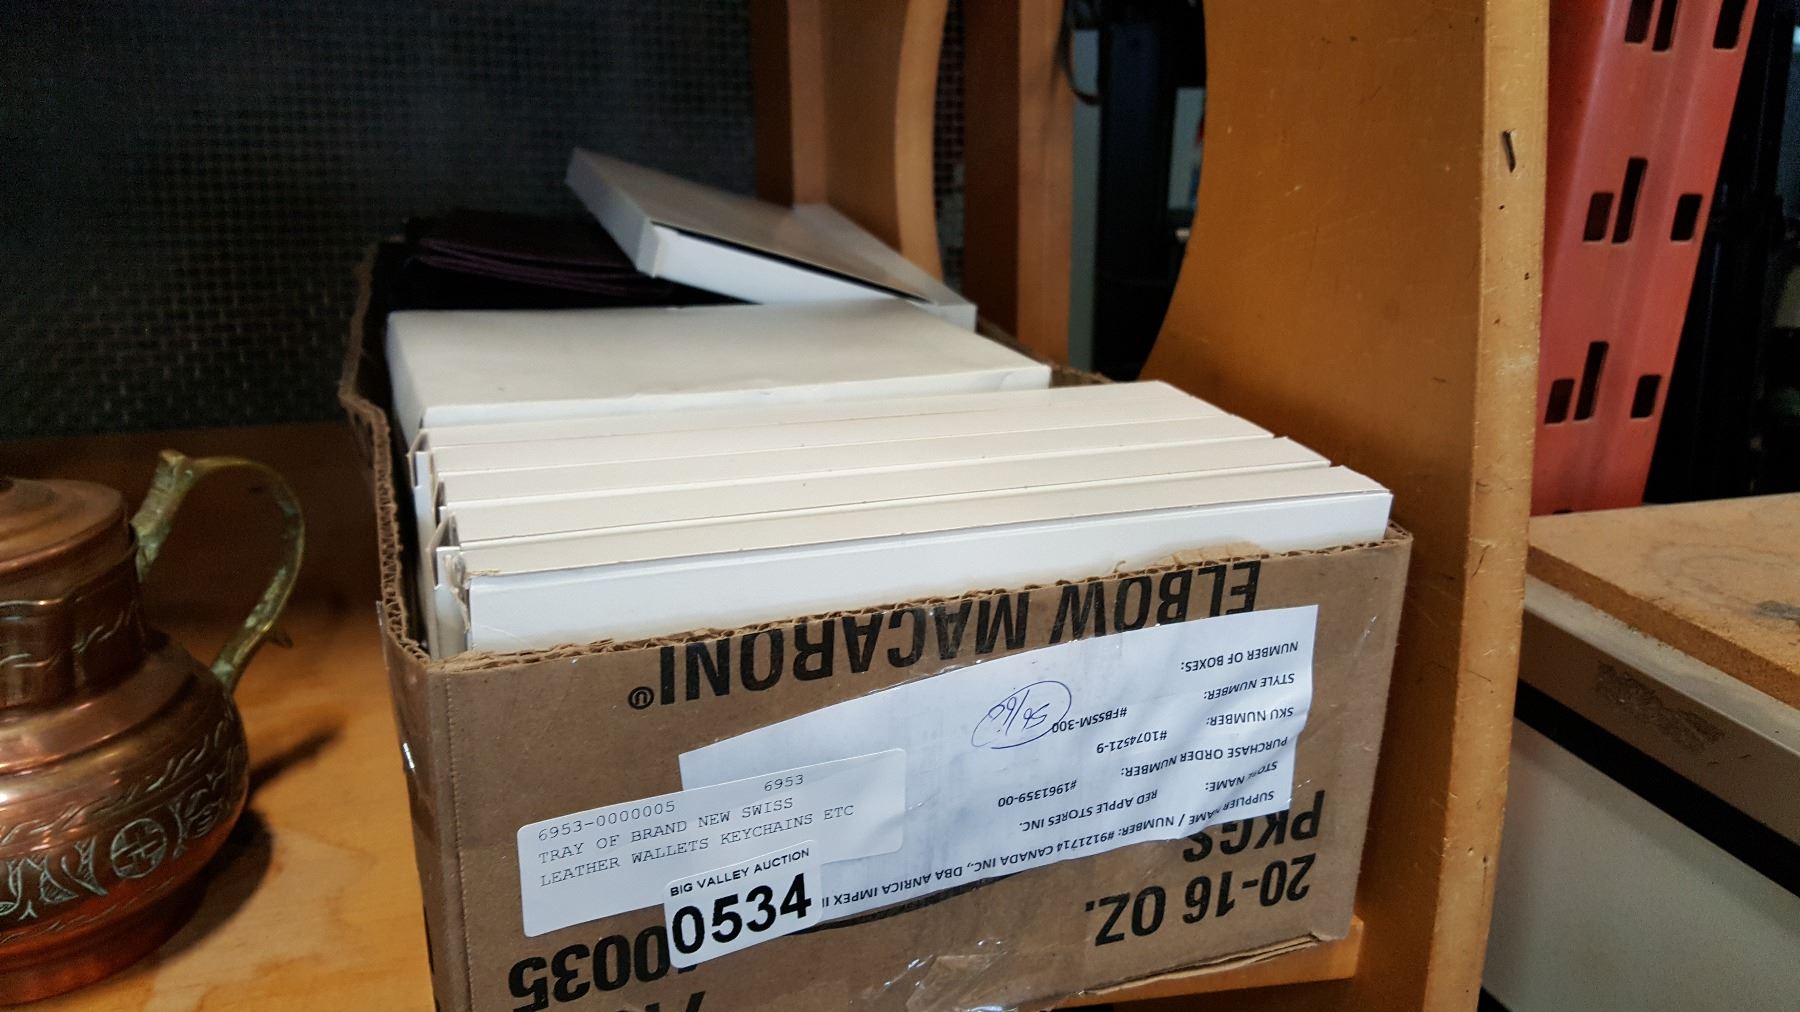 6953-0000005 6953
TRAY OF BRAND NEW SWISS
LEATHER WALLETS KEYCHAINS ETC
BIG VALLEY AUCTION
0534
#9121714 CANADA INC., DBA ANRICA IMPEX
SUPPLIER NAME / NUMBER:
STORE NAME: RED APPLE STORES INC.
PURCHASE ORDER NUMBER: #1961359-00
SKU NUMBER: #1074521-9
STYLE NUMBER: #FBSSM-300
NUMBER OF BOXES:
20-16 OZ.
PKGS
ELBOW MACARONI
U
0035